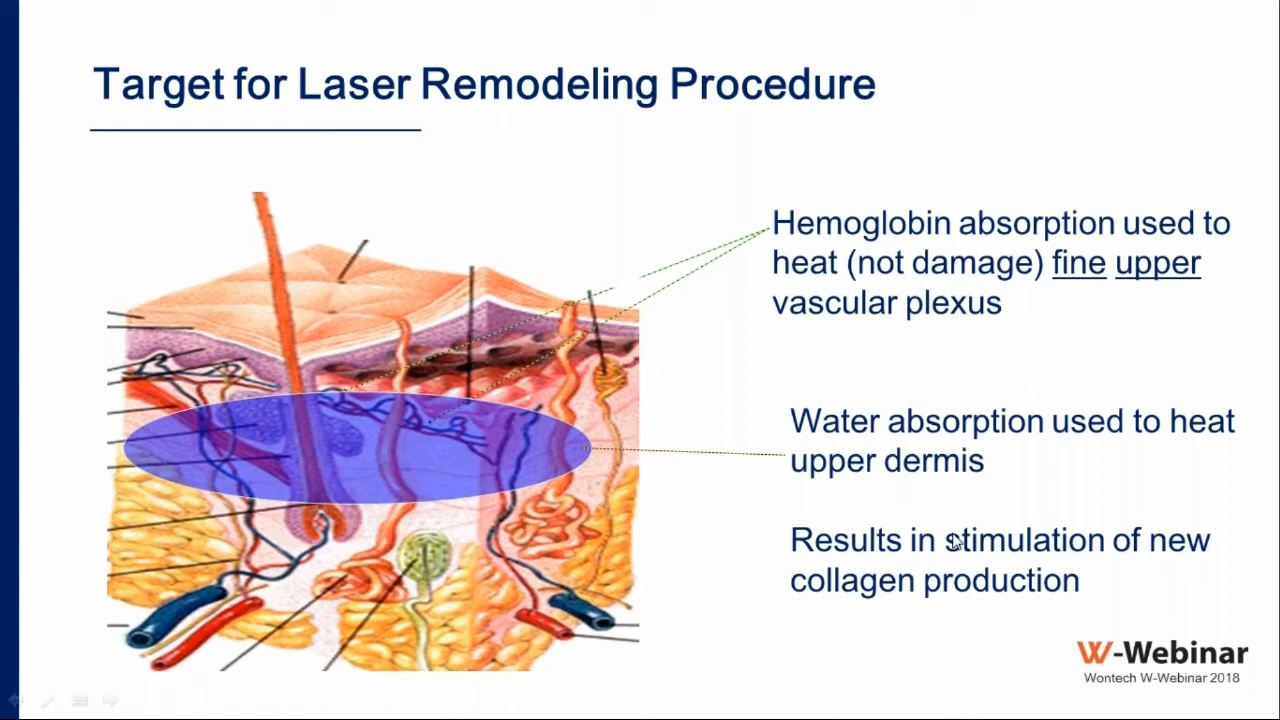 Target for Laser Remodeling Procedure
Hemoglobin absorption used to
heat (not damage) fine upper
vascular plexus
Water absorption used to heat
upper dermis
Results in stimulation of new
collagen production
W-Webinar
Wontech W-Webinar 2018